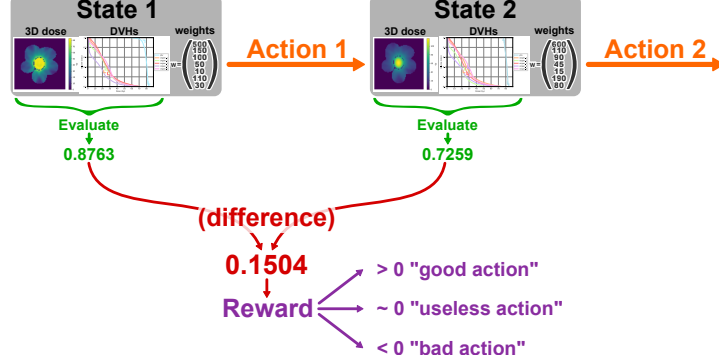 State 1
State 2
3D dose
DVHs
weights
3D dose
DVHs
weights
w =
500
150
100
50
10
110
30
Action 1
w =
600
110
90
45
15
190
80
Action 2
Evaluate
Evaluate
0.8763
0.7259
(difference)
0.1504
Reward
> 0 "good action"
~ 0 "useless action"
< 0 "bad action"